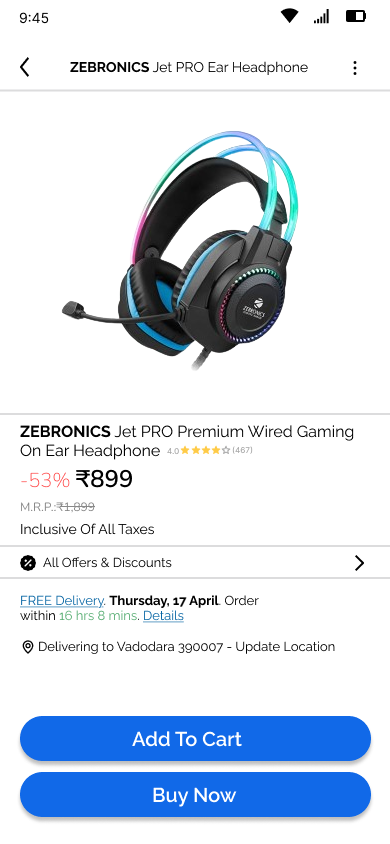 9:45
ZEBRONICS Jet PRO Ear Headphone
ZEBRONICS
ZEBRONICS Jet PRO Premium Wired Gaming
On Ear Headphone 4.0 (467)
-53% ₹899
M.R.P.:₹1,899
Inclusive Of All Taxes
All Offers & Discounts
FREE Delivery. Thursday, 17 April. Order
within 16 hrs 8 mins. Details
Delivering to Vadodara 390007 - Update Location
Add To Cart
Buy Now